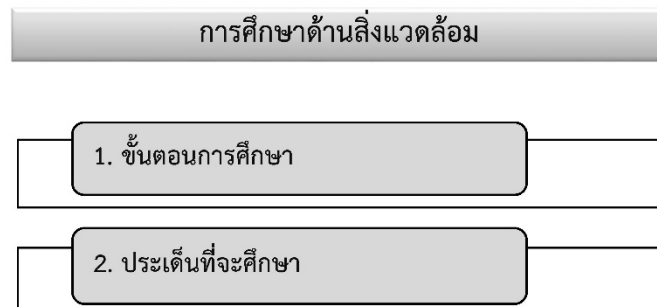 การศึกษาด้านสิ่งแวดล้อม
1. ขั้นตอนการศึกษา
2. ประเด็นที่จะศึกษา